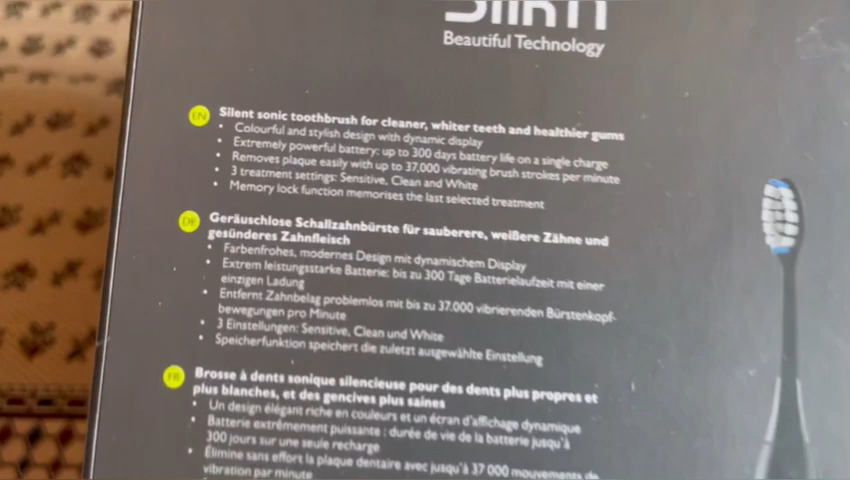 Silk'n
Beautiful Technology
EN
Silent sonic toothbrush for cleaner, whiter teeth and healthier gums
• Colourful and stylish design with dynamic display
• Extremely powerful battery: up to 300 days battery life on a single charge
• Removes plaque easily with up to 37,000 vibrating brush strokes per minute
• 3 treatment settings: Sensitive, Clean and White
• Memory lock function memorises the last selected treatment
DE
Geräuschlose Schallzahnbürste für sauberere, weißere Zähne und
gesünderes Zahnfleisch
• Farbenfrohes, modernes Design mit dynamischem Display
• Extrem leistungsstarke Batterie: bis zu 300 Tage Batterielaufzeit mit einer
einzigen Ladung
• Entfernt Zahnbelag problemlos mit bis zu 37.000 vibrierenden Bürstenkopf-
bewegungen pro Minute
• 3 Einstellungen: Sensitive, Clean und White
• Speicherfunktion speichert die zuletzt ausgewählte Einstellung
FR
Brosse à dents sonique silencieuse pour des dents plus propres et
plus blanches, et des gencives plus saines
• Un design élégant riche en couleurs et un écran d'affichage dynamique
• Batterie extrêmement puissante : durée de vie de la batterie jusqu'à
300 jours sur une seule recharge
• Élimine sans effort la plaque dentaire avec jusqu'à 37 000 mouvements de
vibration par minute